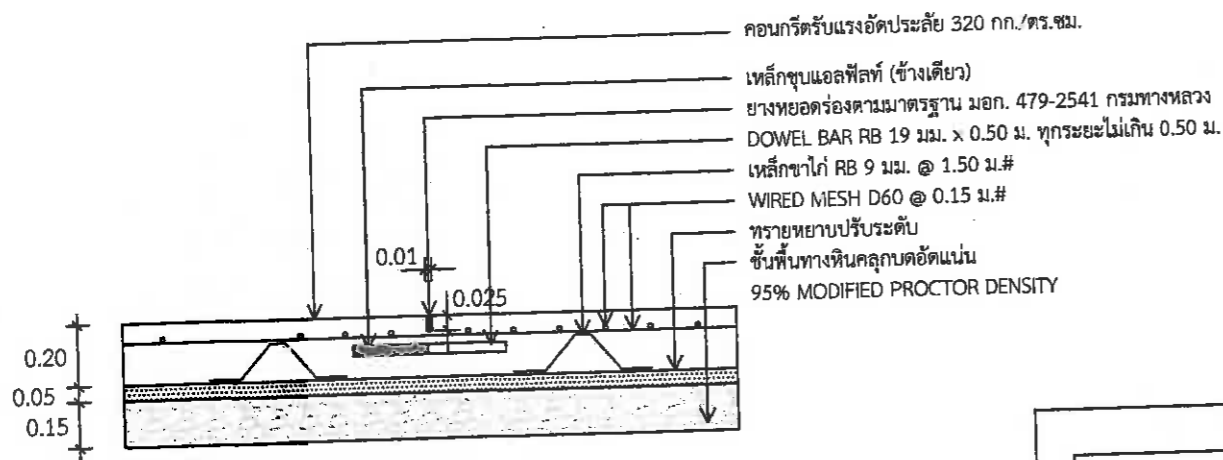 คอนกรีตรับแรงอัดประลัย 320 กก./ตร.ซม.
เหล็กชุบแอสฟัลท์ (ข้างเดียว)
ยางหยอดร่องตามมาตรฐาน มอก. 479-2541 กรมทางหลวง
DOWEL BAR RB 19 มม. x 0.50 ม. ทุกระยะไม่เกิน 0.50 ม.
เหล็กขาไก่ RB 9 มม. @ 1.50 ม.#
WIRED MESH D60 @ 0.15 ม.#
ทรายหยาบปรับระดับ
ชั้นพื้นทางหินคลุกบดอัดแน่น
95% MODIFIED PROCTOR DENSITY
0.01
0.025
0.20
0.05
0.15